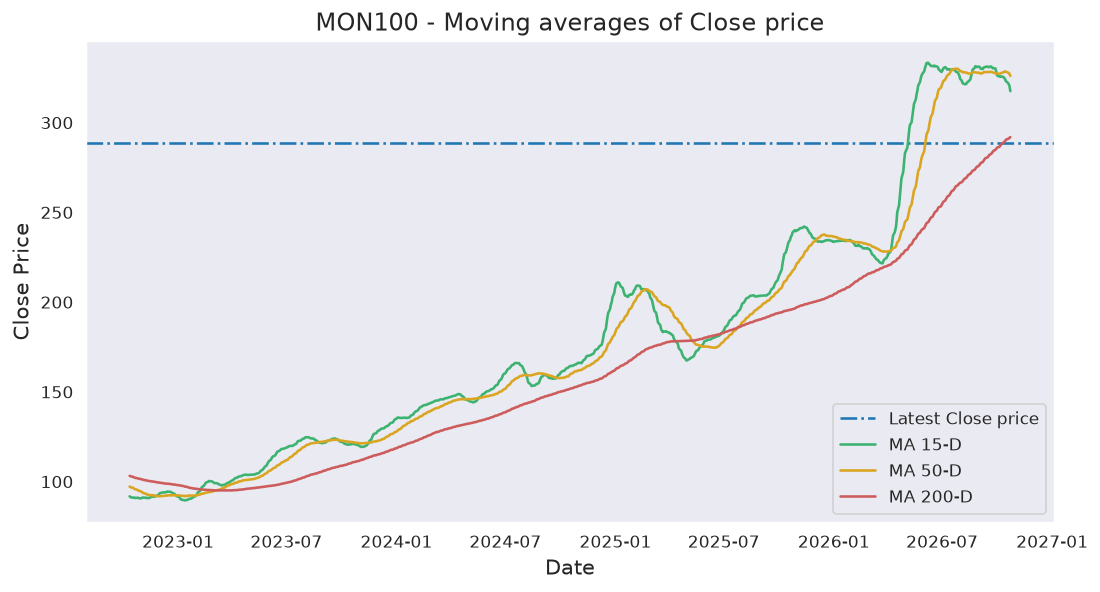 MON100 - Moving averages of Close price
Close Price
300
250
200
150
100
Latest Close price
MA 15-D
MA 50-D
MA 200-D
2023-01 2023-07 2024-01 2024-07 2025-01 2025-07 2026-01 2026-07 2027-01
Date